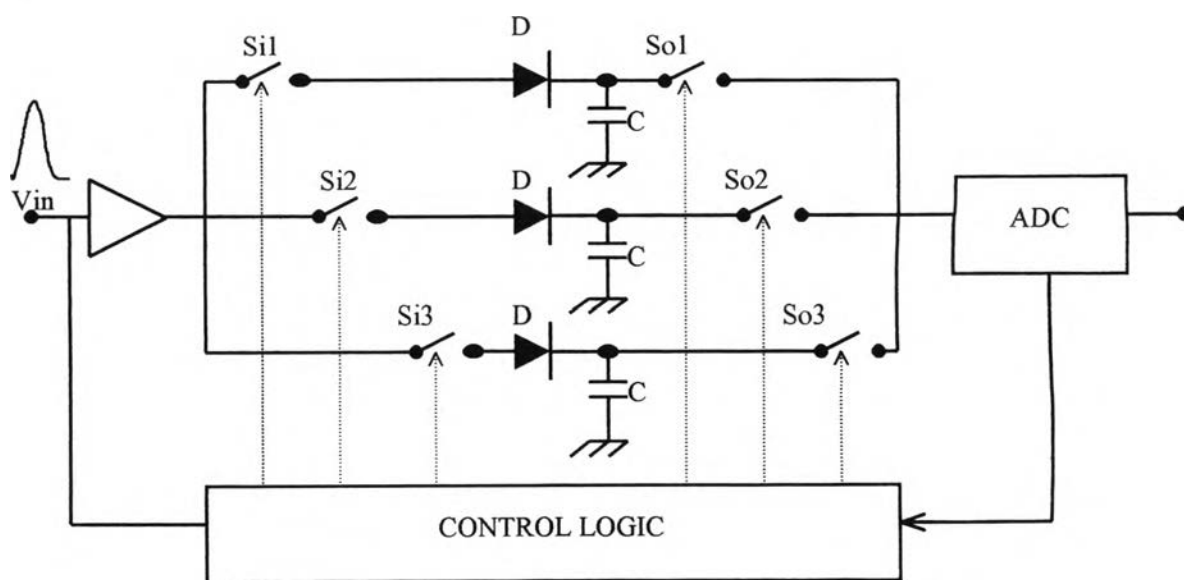 D
Si1
So1
C
Vin
Si2
D
So2
ADC
C
Si3
D
So3
C
CONTROL LOGIC